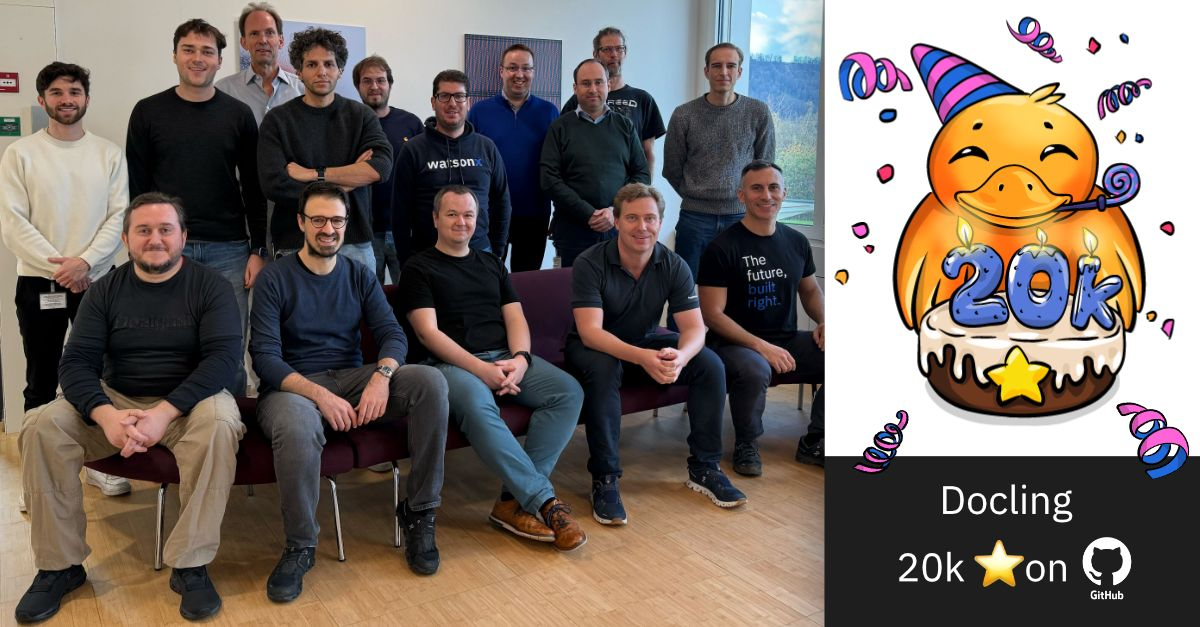 watsonx
The
future,
built
right.
20k
Docling
20k on
GitHub